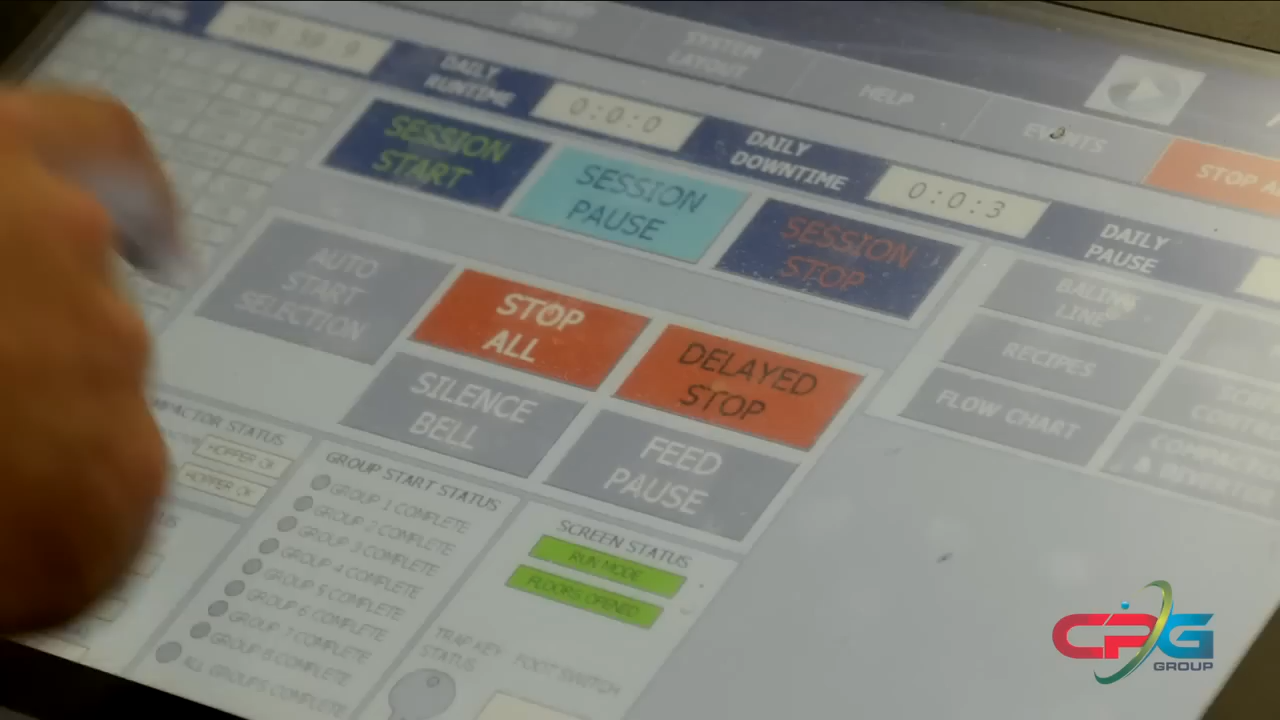 SYSTEM
LAYOUT
HELP
EVENTS
STOP
DAILY
RUNTIME
0:0:0
DAILY
DOWNTIME
0:0:3
DAILY
PAUSE
SESSION
START
SESSION
PAUSE
SESSION
STOP
AUTO
START
SELECTION
STOP
ALL
DELAYED
STOP
SILENCE
BELL
FEED
PAUSE
BALING
LINE
RECIPES
FLOW CHART
STATUS
HOPPER OK
HOPPER OK
GROUP START STATUS
GROUP 1 COMPLETE
GROUP 2 COMPLETE
GROUP 3 COMPLETE
GROUP 4 COMPLETE
GROUP 5 COMPLETE
GROUP 6 COMPLETE
GROUP 7 COMPLETE
GROUP 8 COMPLETE
ALL GROUPS COMPLETE
SCREEN STATUS
RUN MODE
FLOORS OPENED
TRAP KEY
STATUS
FOOT SWITCH
CPG
GROUP